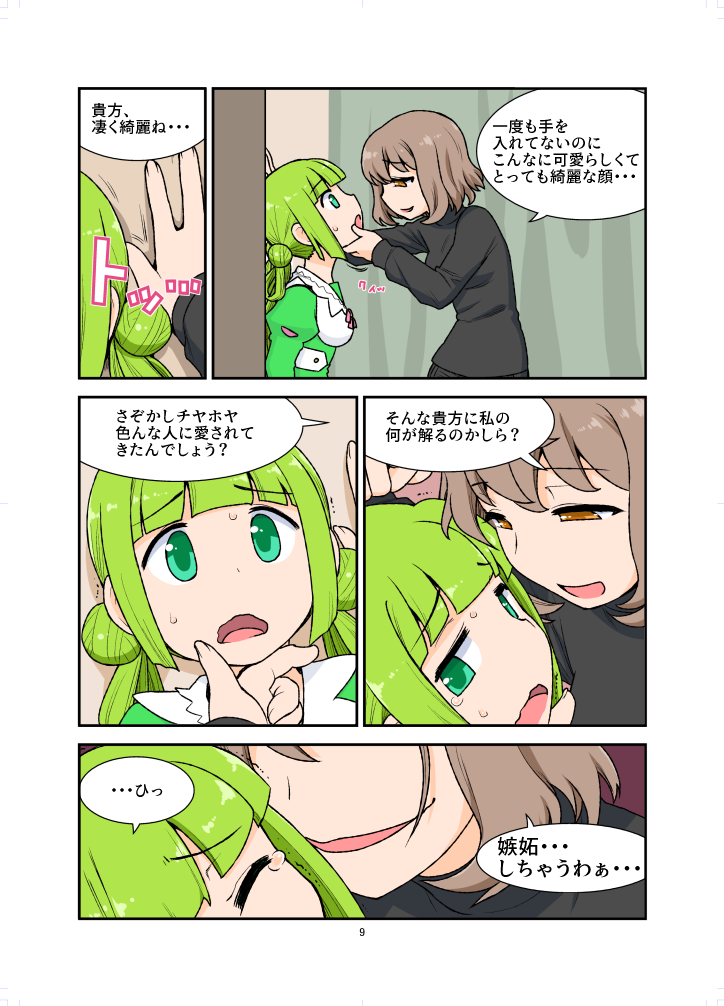 一度も手を
入れてないのに
こんなに可愛らしくて
とっても綺麗な顔・・・
クイッ
貴方、
凄く綺麗ね・・・
トッ・・・
そんな貴方に私の
何が解るのかしら？
さぞかしチヤホヤ
色んな人に愛されて
きたんでしょう？
・・・ひっ
嫉妬・・・
しちゃうわぁ・・・
9